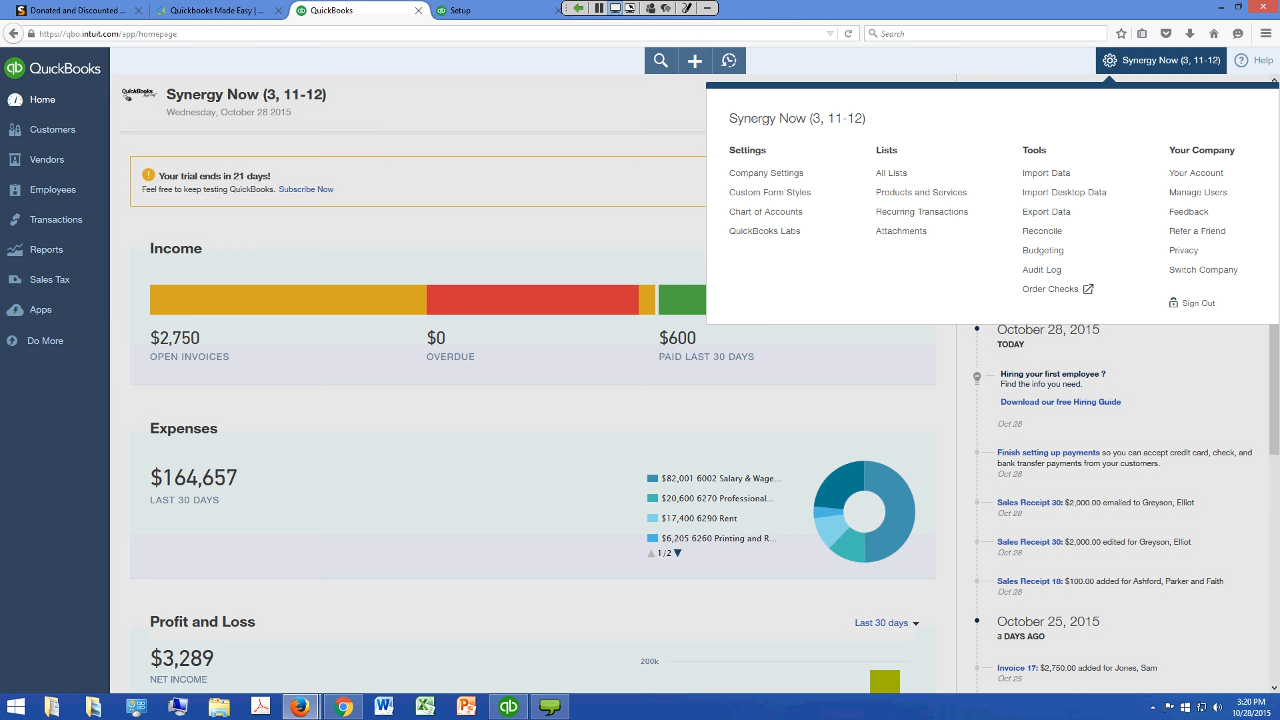 Donated and Discounted ...
Quickbooks Made Easy | ...
QuickBooks
Setup
https://qbo.intuit.com/app/homepage
Search
qb QuickBooks
Synergy Now (3, 11-12)
Help
Home
Customers
Vendors
Employees
Transactions
Reports
Sales Tax
Apps
Do More
Synergy Now (3, 11-12)
Wednesday, October 28 2015
Your trial ends in 21 days!
Feel free to keep testing QuickBooks. Subscribe Now
Synergy Now (3, 11-12)
Settings
Company Settings
Custom Form Styles
Chart of Accounts
QuickBooks Labs
Lists
All Lists
Products and Services
Recurring Transactions
Attachments
Tools
Import Data
Import Desktop Data
Export Data
Reconcile
Budgeting
Audit Log
Order Checks
Your Company
Your Account
Manage Users
Feedback
Refer a Friend
Privacy
Switch Company
Sign Out
Income
$2,750
OPEN INVOICES
$0
OVERDUE
$600
PAID LAST 30 DAYS
Expenses
$164,657
LAST 30 DAYS
$82,001 6002 Salary & Wage...
$20,600 6270 Professional...
$17,400 6290 Rent
$6,205 6260 Printing and R...
1/2
Profit and Loss
Last 30 days
$3,289
NET INCOME
200k
October 28, 2015
TODAY
Hiring your first employee ?
Find the info you need.
Download our free Hiring Guide
Oct 28
Finish setting up payments so you can accept credit card, check, and
bank transfer payments from your customers.
Oct 28
Sales Receipt 30: $2,000.00 emailed to Greyson, Elliot
Oct 28
Sales Receipt 30: $2,000.00 edited for Greyson, Elliot
Oct 28
Sales Receipt 18: $100.00 added for Ashford, Parker and Faith
Oct 28
October 25, 2015
3 DAYS AGO
Invoice 17: $2,750.00 added for Jones, Sam
Oct 25
3:20 PM
10/28/2015